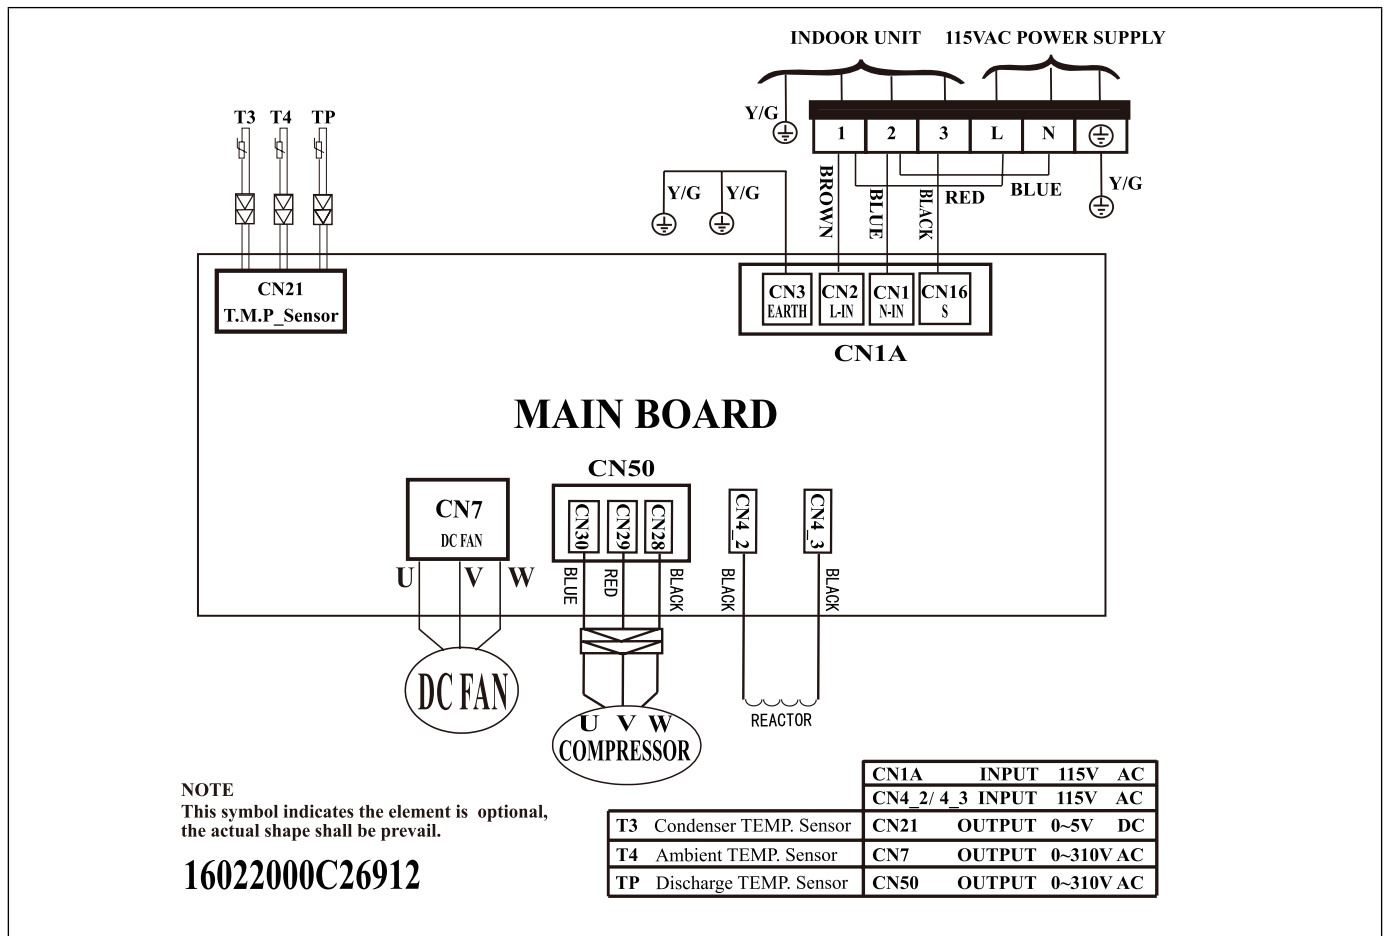 INDOOR UNIT 115VAC POWER SUPPLY
T3 T4 TP
Y/G
1 2 3 L N
Y/G Y/G
BROWN
BLUE
BLACK
RED
BLUE
Y/G
CN21
T.M.P_Sensor
CN3
EARTH
CN2
L-IN
CN1
N-IN
CN16
S
CN1A
MAIN BOARD
CN7
DC FAN
CN50
CN30
CN29
CN28
CN4_2
CN4_3
U V W
BLUE
RED
BLACK
BLACK
BLACK
DC FAN
U V W
COMPRESSOR
REACTOR
NOTE
This symbol indicates the element is optional,
the actual shape shall be prevail.
16022000C26912
CN1A INPUT 115V AC
CN4_2/ 4_3 INPUT 115V AC
T3 Condenser TEMP. Sensor CN21 OUTPUT 0~5V DC
T4 Ambient TEMP. Sensor CN7 OUTPUT 0~310V AC
TP Discharge TEMP. Sensor CN50 OUTPUT 0~310V AC